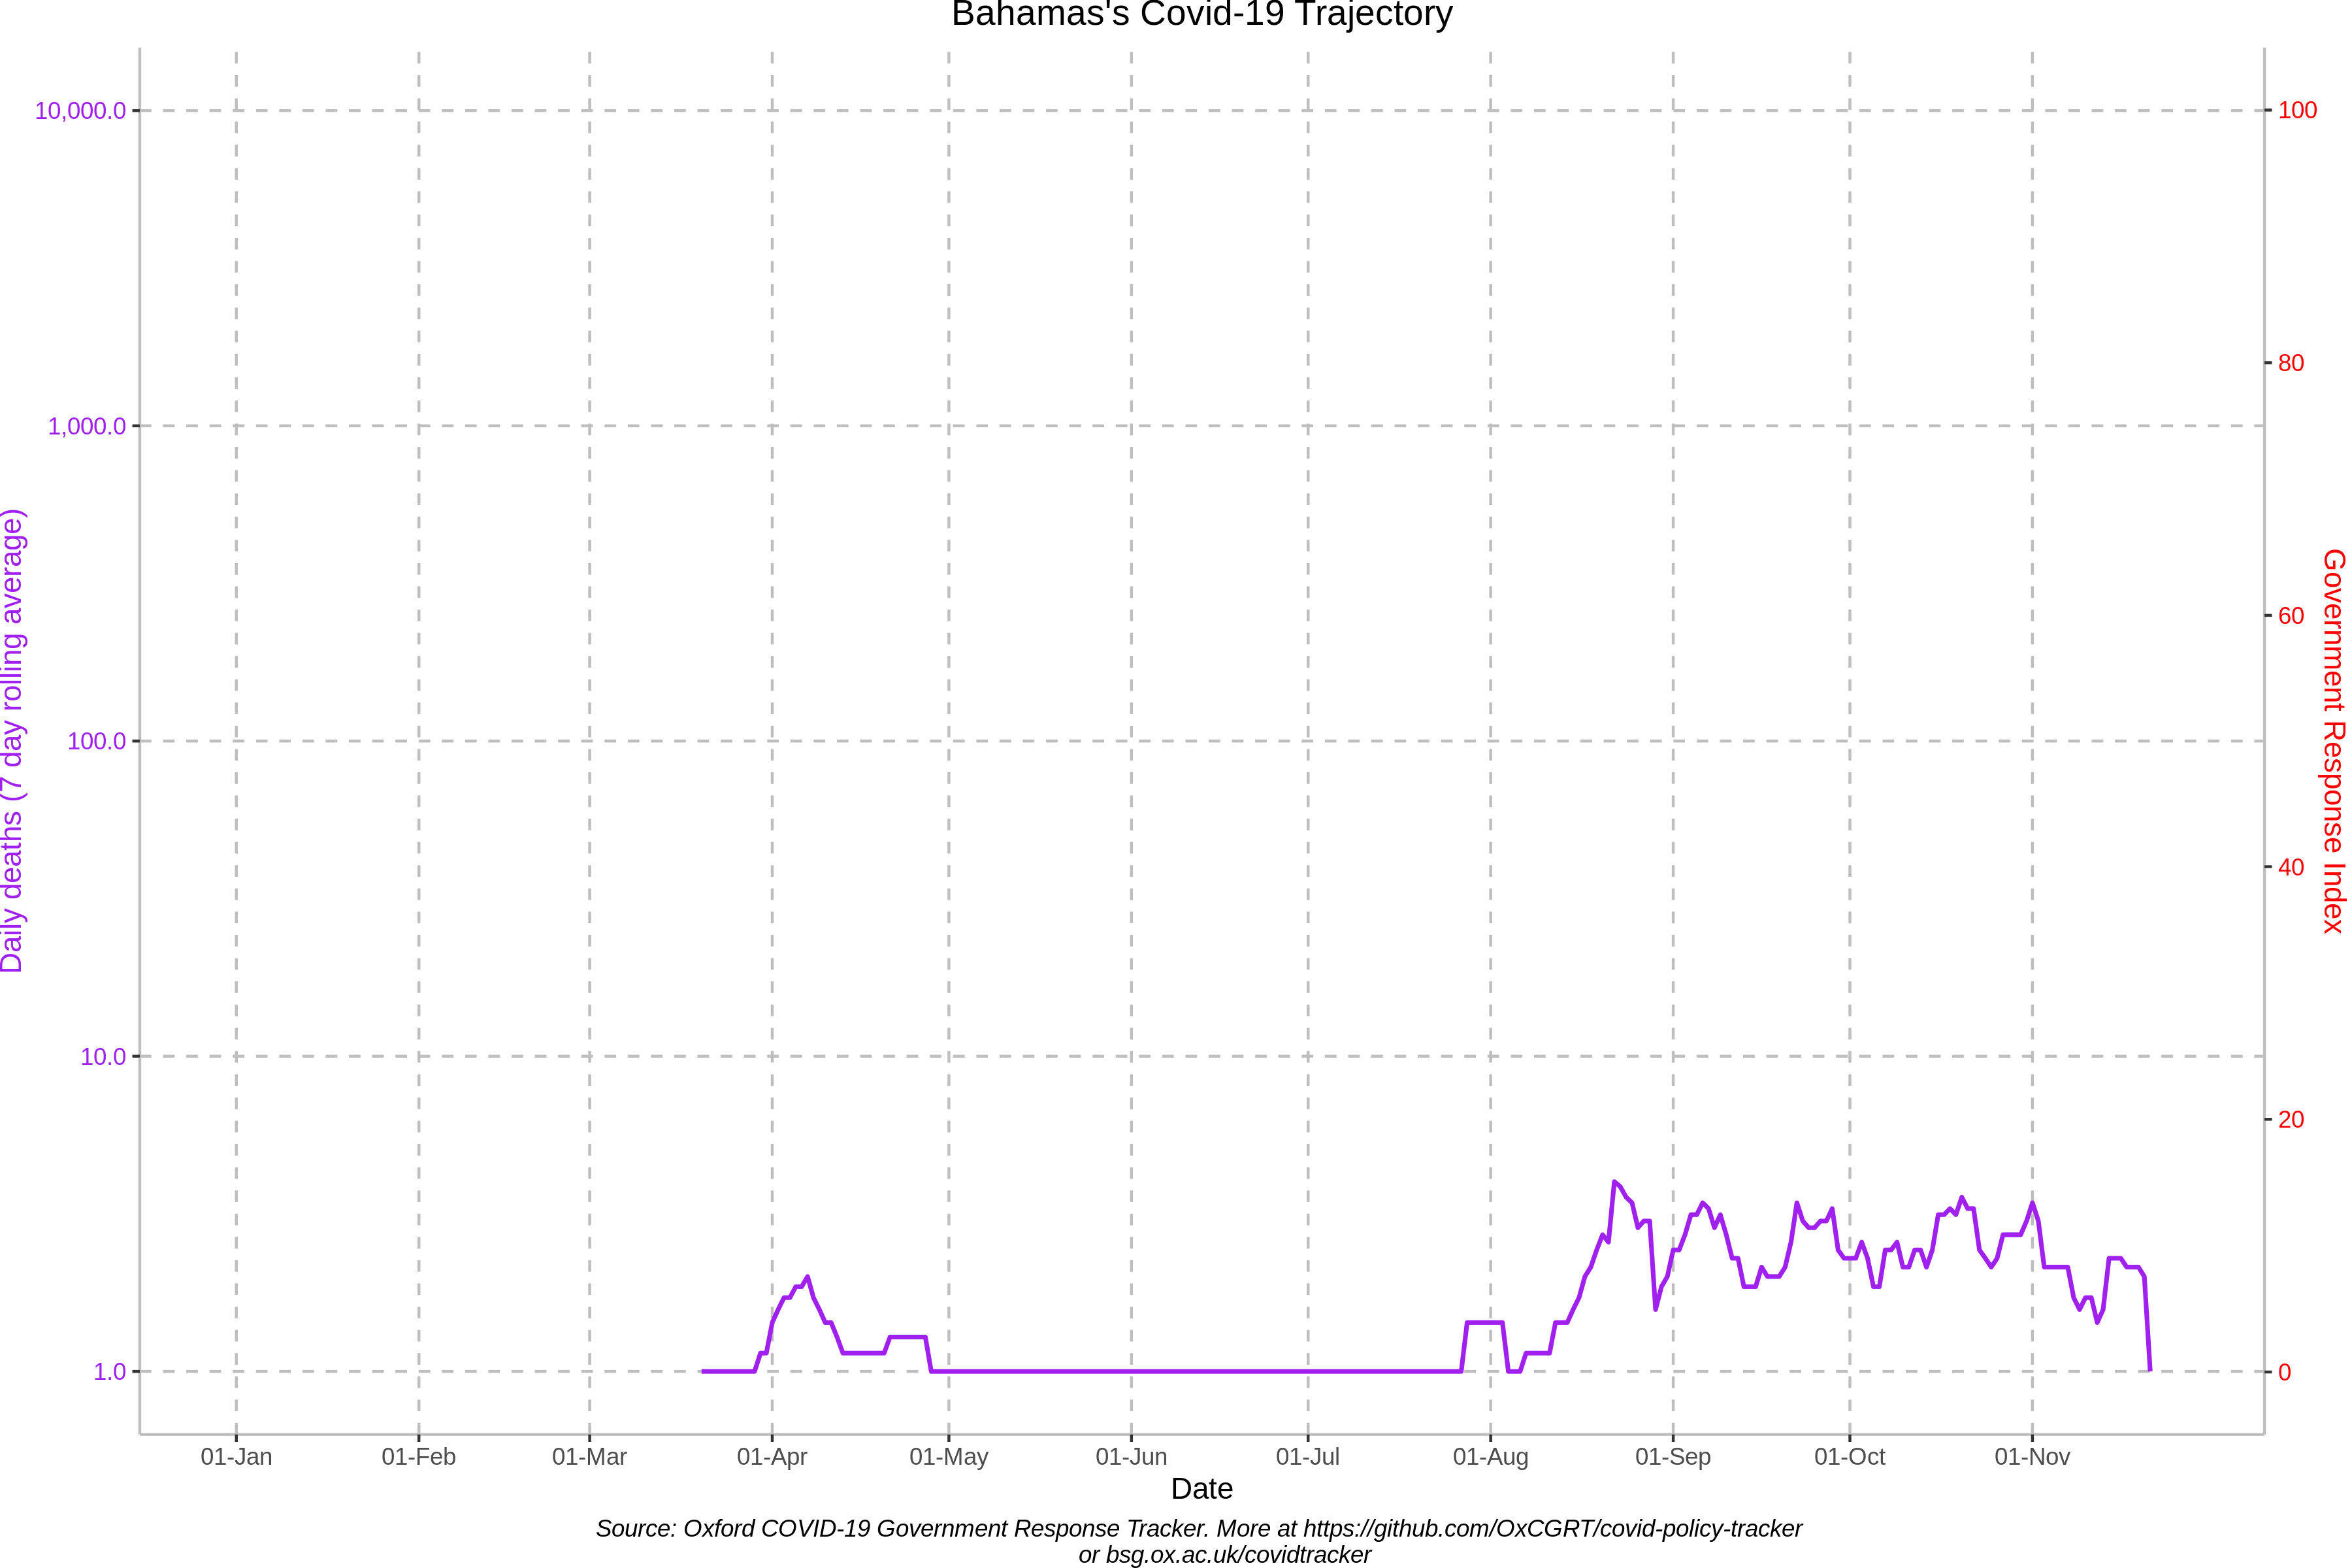 Bahamas's Covid-19 Trajectory
10,000.0
1,000.0
100.0
10.0
1.0
Daily deaths (7 day rolling average)
100
80
60
40
20
0
Government Response Index
01-Jan 01-Feb 01-Mar 01-Apr 01-May 01-Jun 01-Jul 01-Aug 01-Sep 01-Oct 01-Nov
Date
Source: Oxford COVID-19 Government Response Tracker. More at https://github.com/OxCGRT/covid-policy-tracker
or bsg.ox.ac.uk/covidtracker